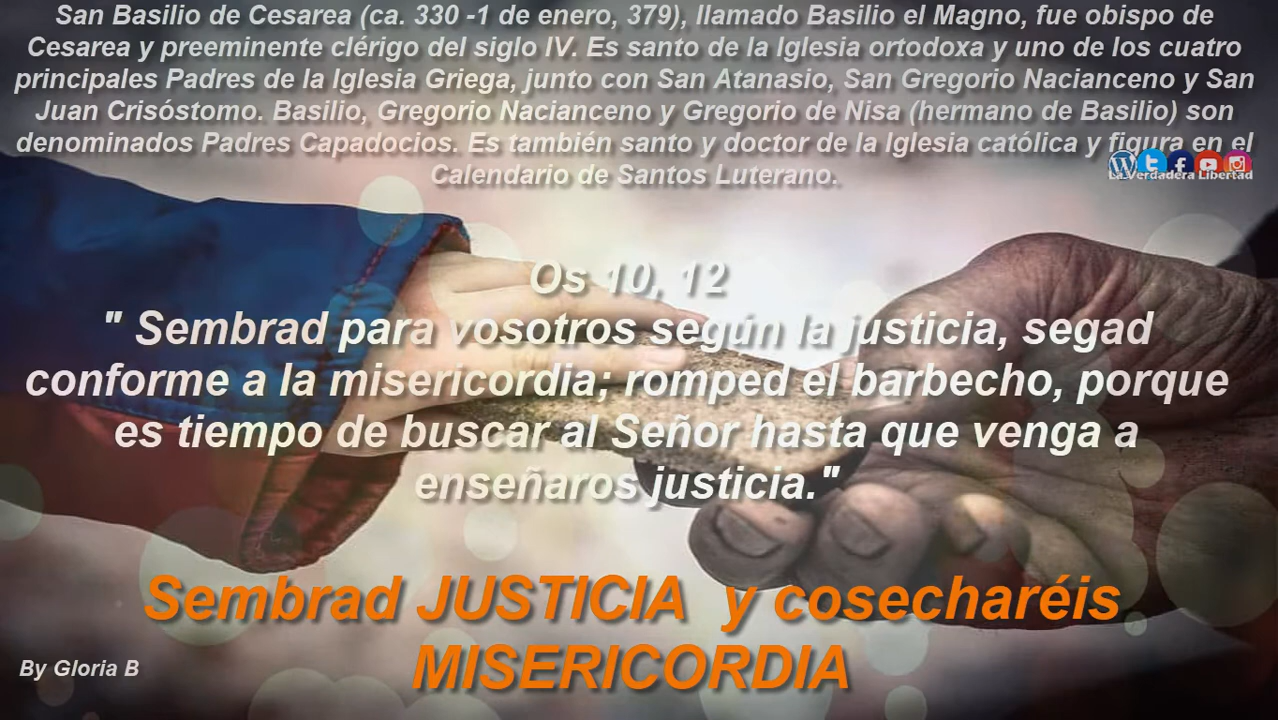 San Basilio de Cesarea (ca. 330 -1 de enero, 379), llamado Basilio el Magno, fue obispo de
Cesarea y preeminente clérigo del siglo IV. Es santo de la Iglesia ortodoxa y uno de los cuatro
principales Padres de la Iglesia Griega, junto con San Atanasio, San Gregorio Nacianceno y San
Juan Crisóstomo. Basilio, Gregorio Nacianceno y Gregorio de Nisa (hermano de Basilio) son
denominados Padres Capadocios. Es también santo y doctor de la Iglesia católica y figura en el
Calendario de Santos Luterano.
La Verdadera Libertad
Os 10, 12
" Sembrad para vosotros según la justicia, segad
conforme a la misericordia; romped el barbecho, porque
es tiempo de buscar al Señor hasta que venga a
enseñaros justicia."
Sembrad JUSTICIA y cosecharéis
MISERICORDIA
By Gloria B